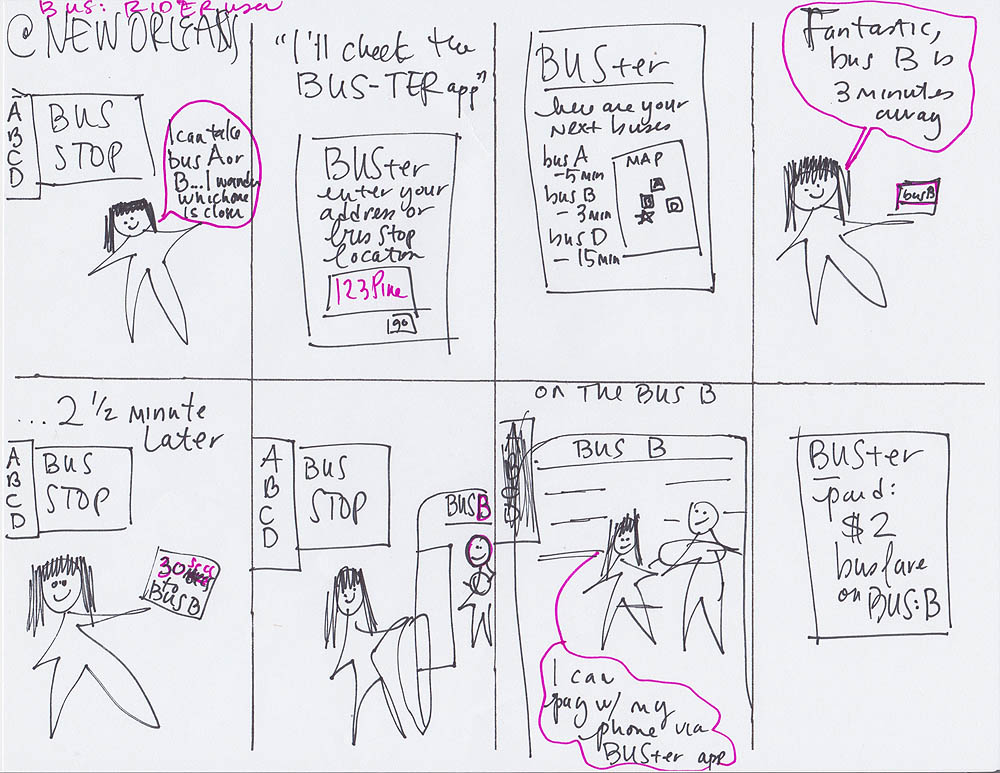 BUS: RIDER user
@NEW ORLEANS
A
B
C
D
BUS
STOP
I can take
bus A or
B... I wonder
which one
is closer
"I'll check the
BUS-TER app"
BUSter
enter your
address or
bus stop
location
123 Pine
go
BUSter
here are your
next buses
bus A
- 5 min
bus B
- 3 min
bus D
- 15 min
MAP
A
B
D
Fantastic,
bus B is
3 minutes
away
bus B
...2 1/2 minute
Later
A
B
C
D
BUS
STOP
30 secs
to
BUS B
A
B
C
D
BUS
STOP
BUS B
ON THE BUS B
BUS B
I can
pay w/ my
phone via
BUSter app
BUSter
paid:
$2
bus fare
on BUS:B